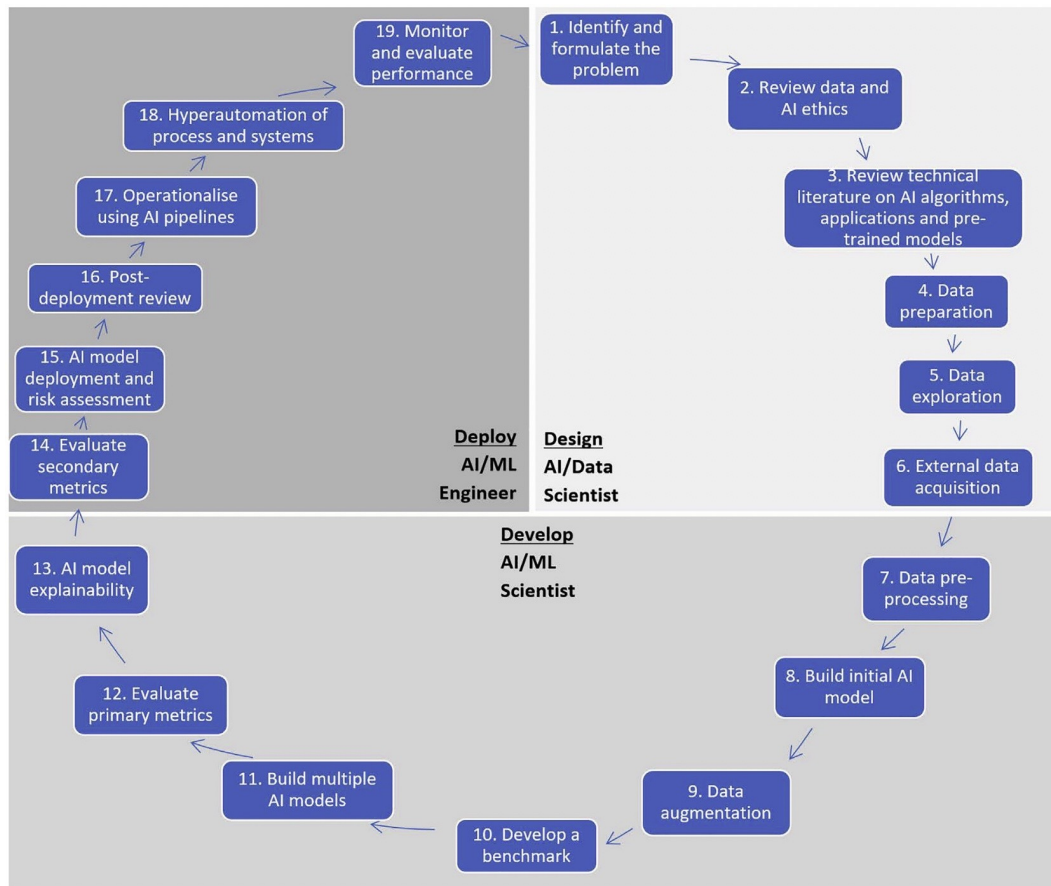 1. Identify and
formulate the
problem
2. Review data and
AI ethics
3. Review technical
literature on AI algorithms,
applications and pre-
trained models
4. Data
preparation
5. Data
exploration
6. External data
acquisition
Design
AI/Data
Scientist
7. Data pre-
processing
8. Build initial AI
model
9. Data
augmentation
10. Develop a
benchmark
11. Build multiple
AI models
12. Evaluate
primary metrics
13. AI model
explainability
Develop
AI/ML
Scientist
14. Evaluate
secondary
metrics
15. AI model
deployment and
risk assessment
16. Post-
deployment review
17. Operationalise
using AI pipelines
18. Hyperautomation of
process and systems
19. Monitor
and evaluate
performance
Deploy
AI/ML
Engineer